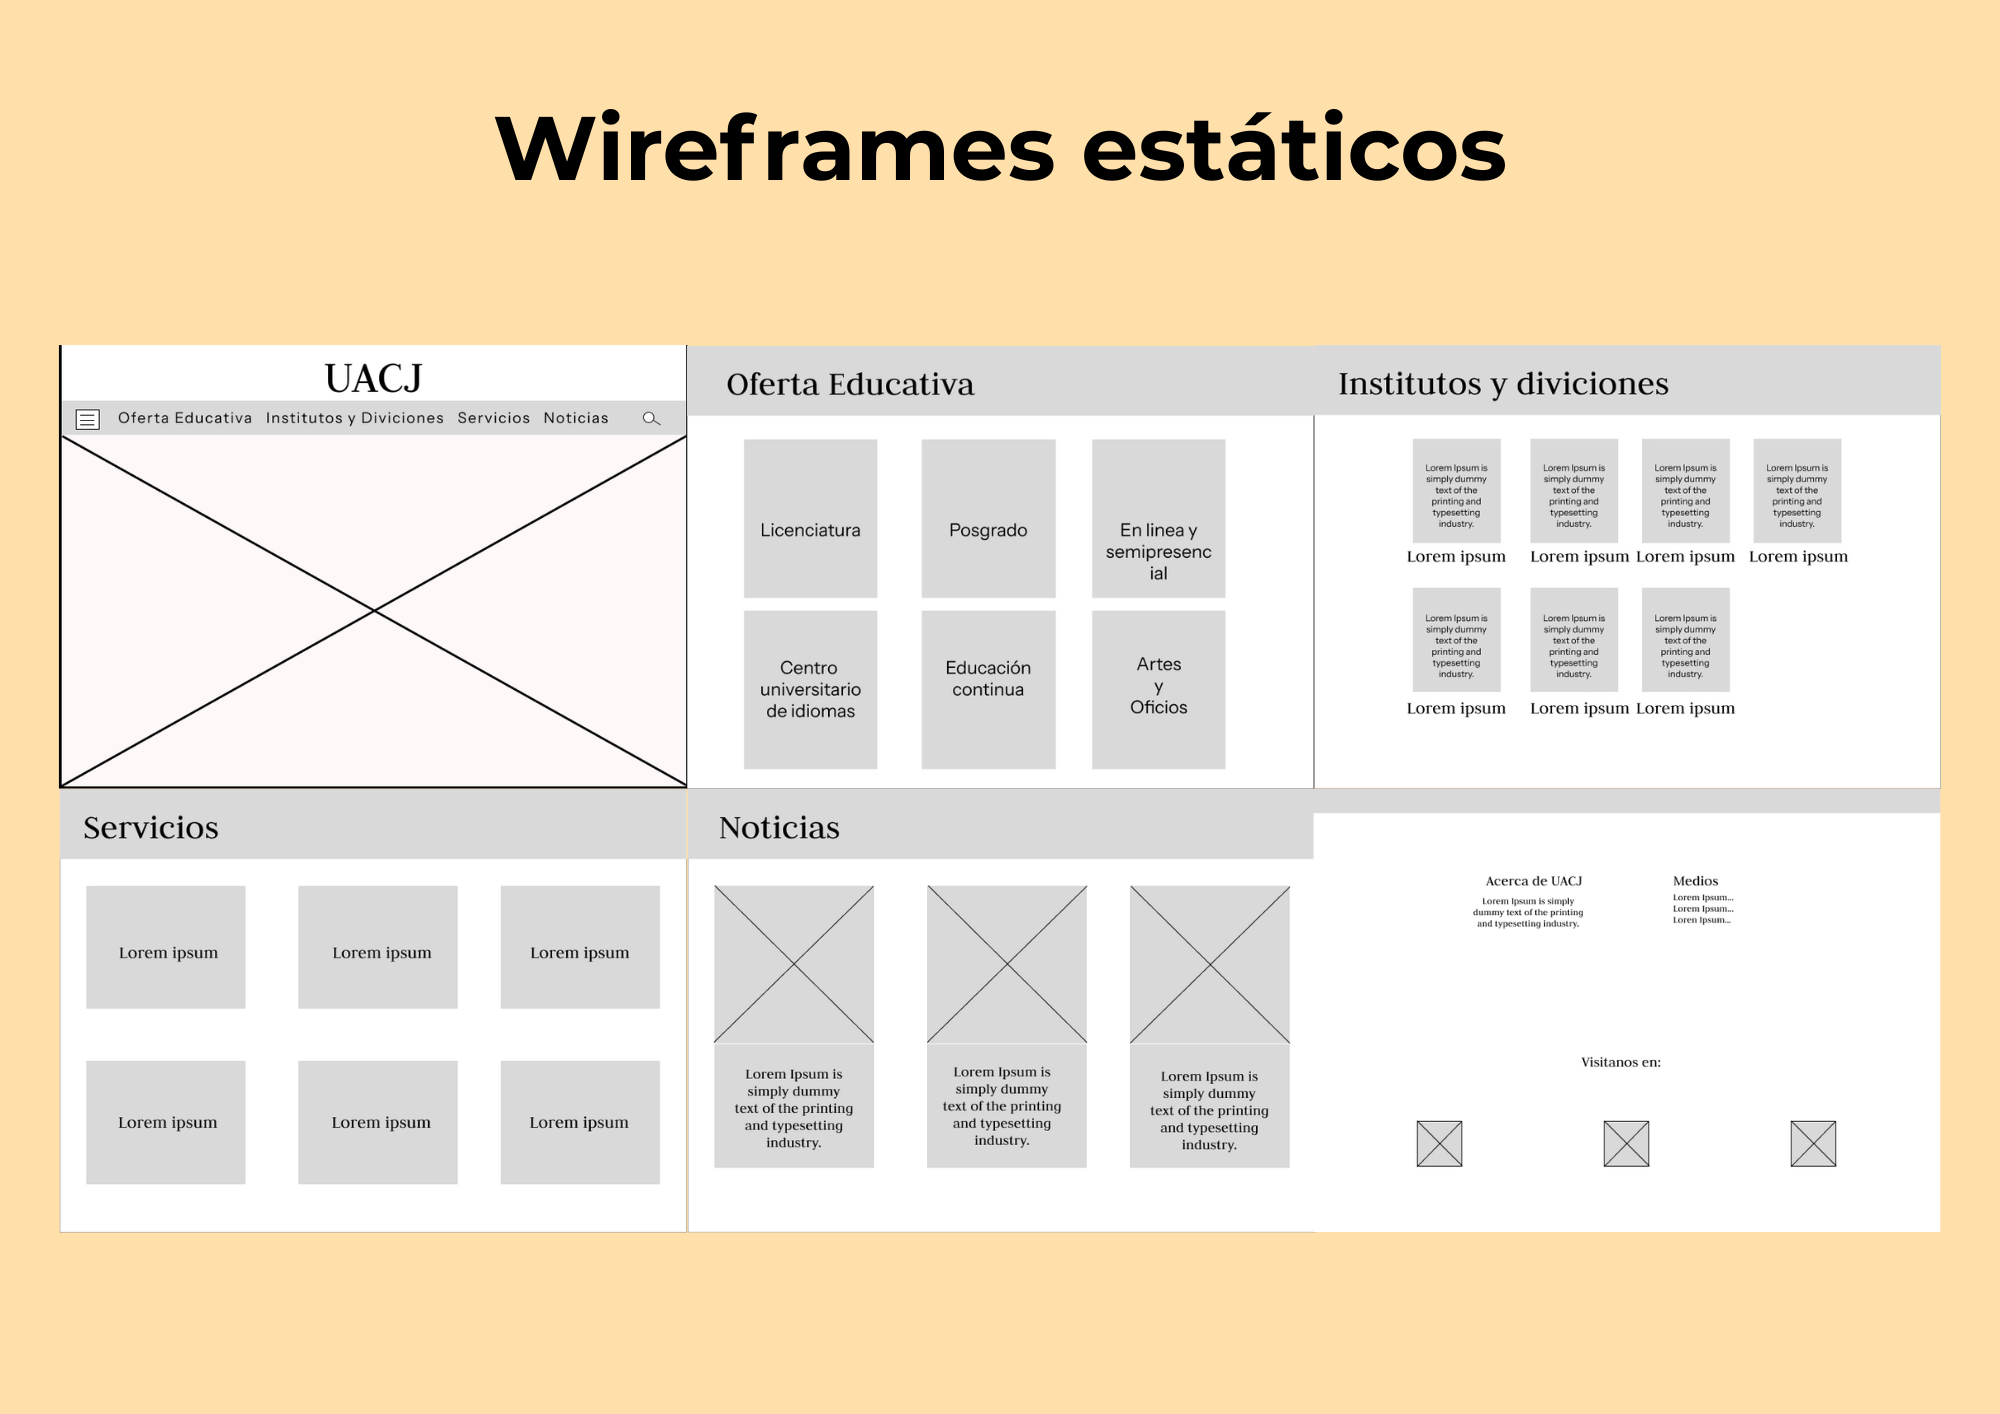 Wireframes estáticos
UACJ
Oferta Educativa Institutos y Diviciones Servicios Noticias
Oferta Educativa
Licenciatura
Posgrado
En linea y
semipresenc
ial
Centro
universitario
de idiomas
Educación
continua
Artes
y
Oficios
Institutos y diviciones
Lorem Ipsum is
simply dummy
text of the
printing and
typesetting
industry.
Lorem ipsum
Lorem Ipsum is
simply dummy
text of the
printing and
typesetting
industry.
Lorem ipsum
Lorem Ipsum is
simply dummy
text of the
printing and
typesetting
industry.
Lorem ipsum
Lorem Ipsum is
simply dummy
text of the
printing and
typesetting
industry.
Lorem ipsum
Lorem Ipsum is
simply dummy
text of the
printing and
typesetting
industry.
Lorem ipsum
Lorem Ipsum is
simply dummy
text of the
printing and
typesetting
industry.
Lorem ipsum
Lorem Ipsum is
simply dummy
text of the
printing and
typesetting
industry.
Lorem ipsum
Servicios
Lorem ipsum
Lorem ipsum
Lorem ipsum
Lorem ipsum
Lorem ipsum
Lorem ipsum
Noticias
Lorem Ipsum is
simply dummy
text of the printing
and typesetting
industry.
Lorem Ipsum is
simply dummy
text of the printing
and typesetting
industry.
Lorem Ipsum is
simply dummy
text of the printing
and typesetting
industry.
Acerca de UACJ
Lorem Ipsum is simply
dummy text of the printing
and typesetting industry.
Medios
Lorem Ipsum...
Lorem Ipsum...
Loren Ipsum...
Visitanos en: